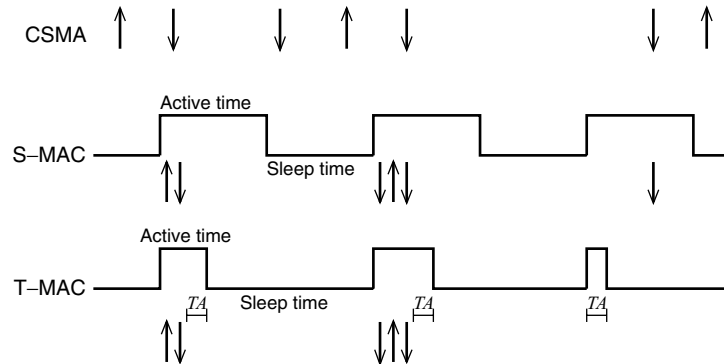 CSMA
Active time
S–MAC
Sleep time
Active time
T–MAC
Sleep time
TA
TA
TA